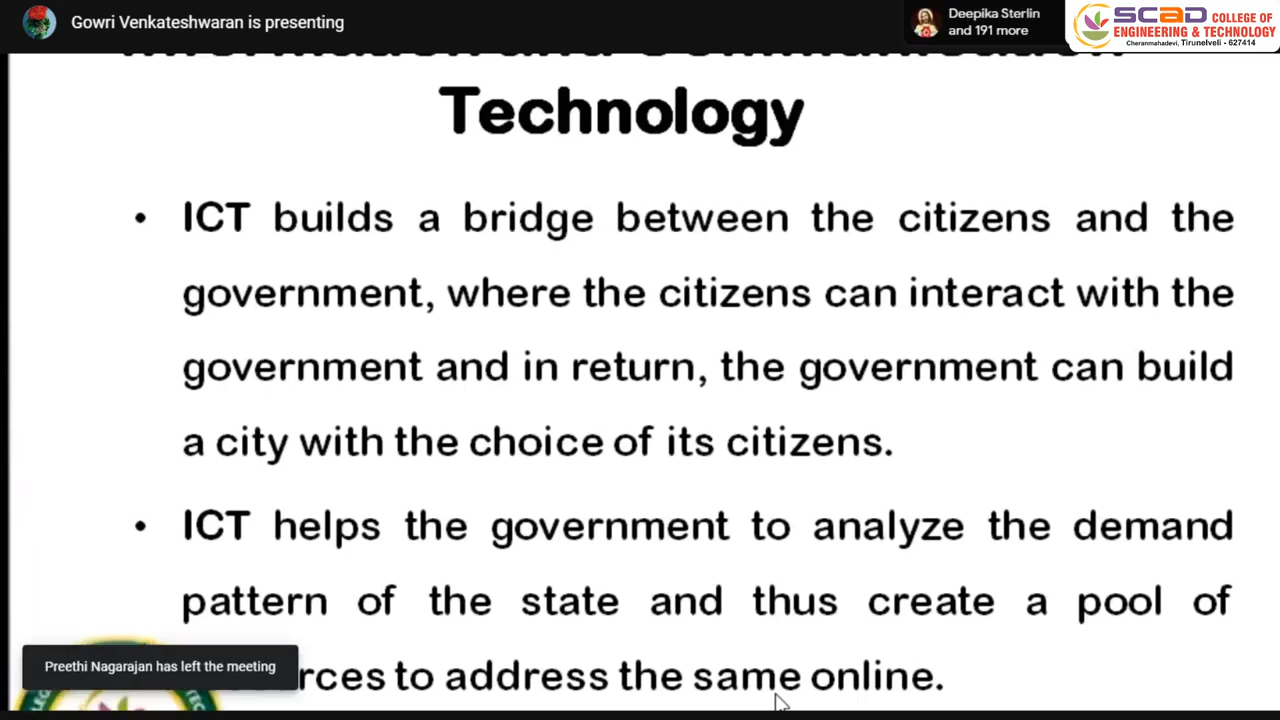 Gowri Venkateshwaran is presenting
Deepika Sterlin
and 191 more
SCAD COLLEGE OF
ENGINEERING & TECHNOLOGY
Cheranmahadevi, Tirunelveli - 627414
Technology
• ICT builds a bridge between the citizens and the
government, where the citizens can interact with the
government and in return, the government can build
a city with the choice of its citizens.
• ICT helps the government to analyze the demand
pattern of the state and thus create a pool of
rces to address the same online.
Preethi Nagarajan has left the meeting